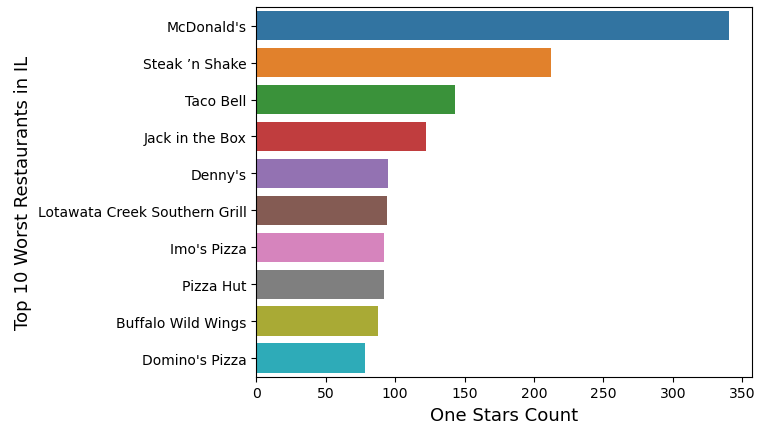 Top 10 Worst Restaurants in IL
McDonald's
Steak ’n Shake
Taco Bell
Jack in the Box
Denny's
Lotawata Creek Southern Grill
Imo's Pizza
Pizza Hut
Buffalo Wild Wings
Domino's Pizza
0 50 100 150 200 250 300 350
One Stars Count